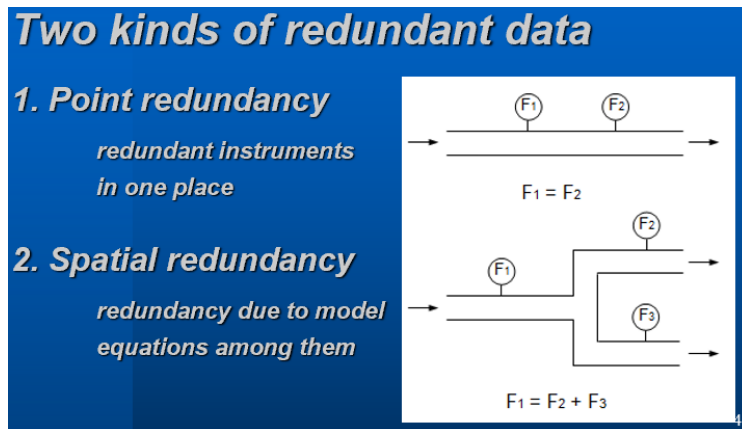 Two kinds of redundant data
1. Point redundancy
redundant instruments
in one place
F1
F2
F1 = F2
2. Spatial redundancy
redundancy due to model
equations among them
F1
F2
F3
F1 = F2 + F3
4